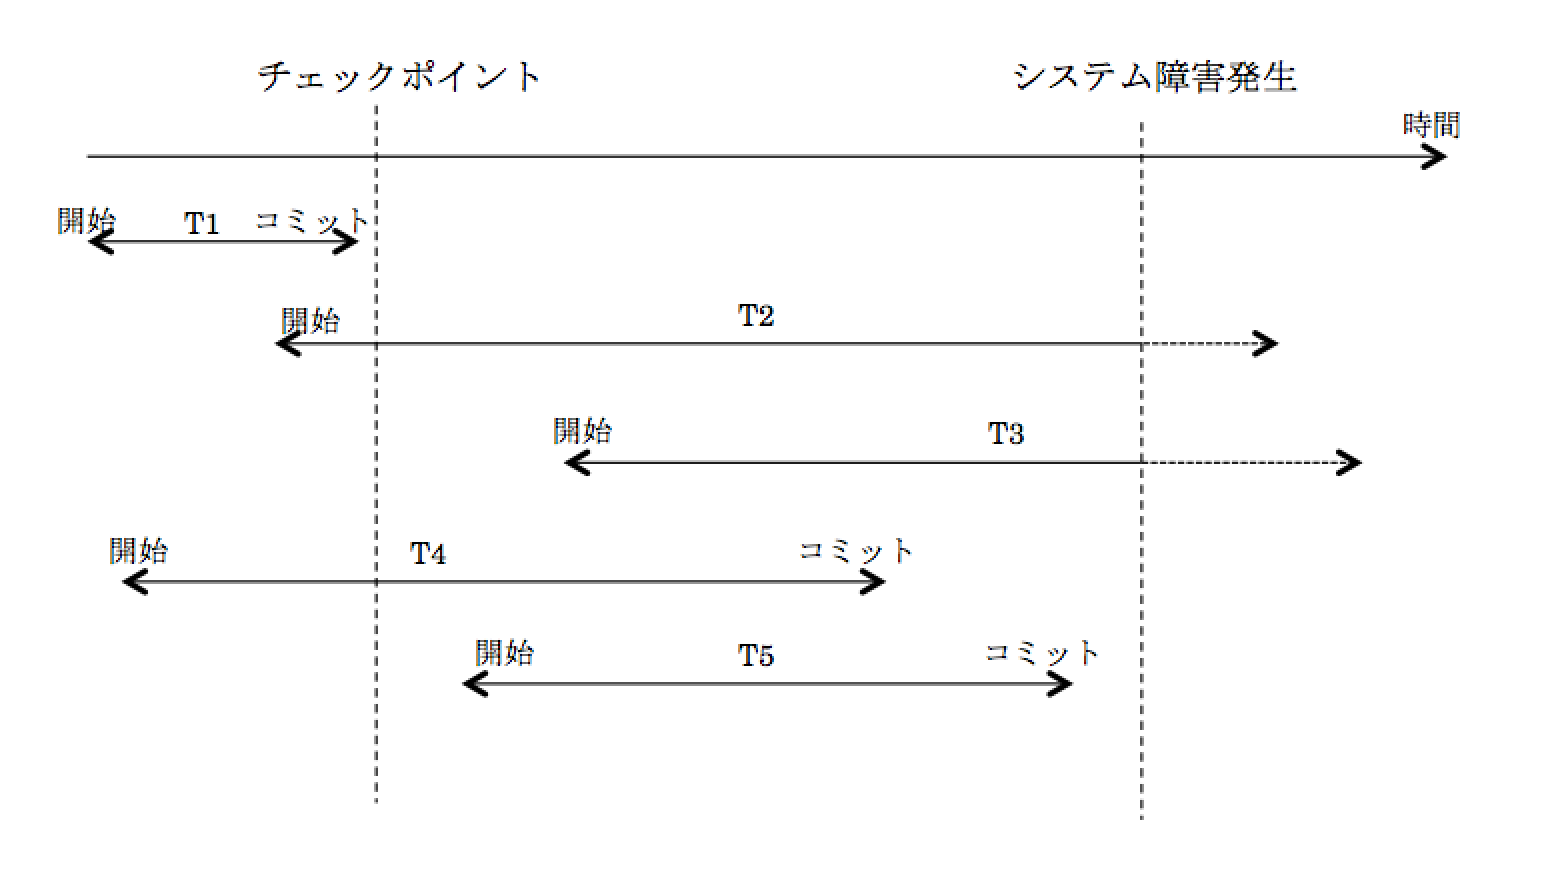 チェックポイント システム障害発生
時間
開始 T1 コミット
開始 T2
開始 T3
開始 T4 コミット
開始 T5 コミット